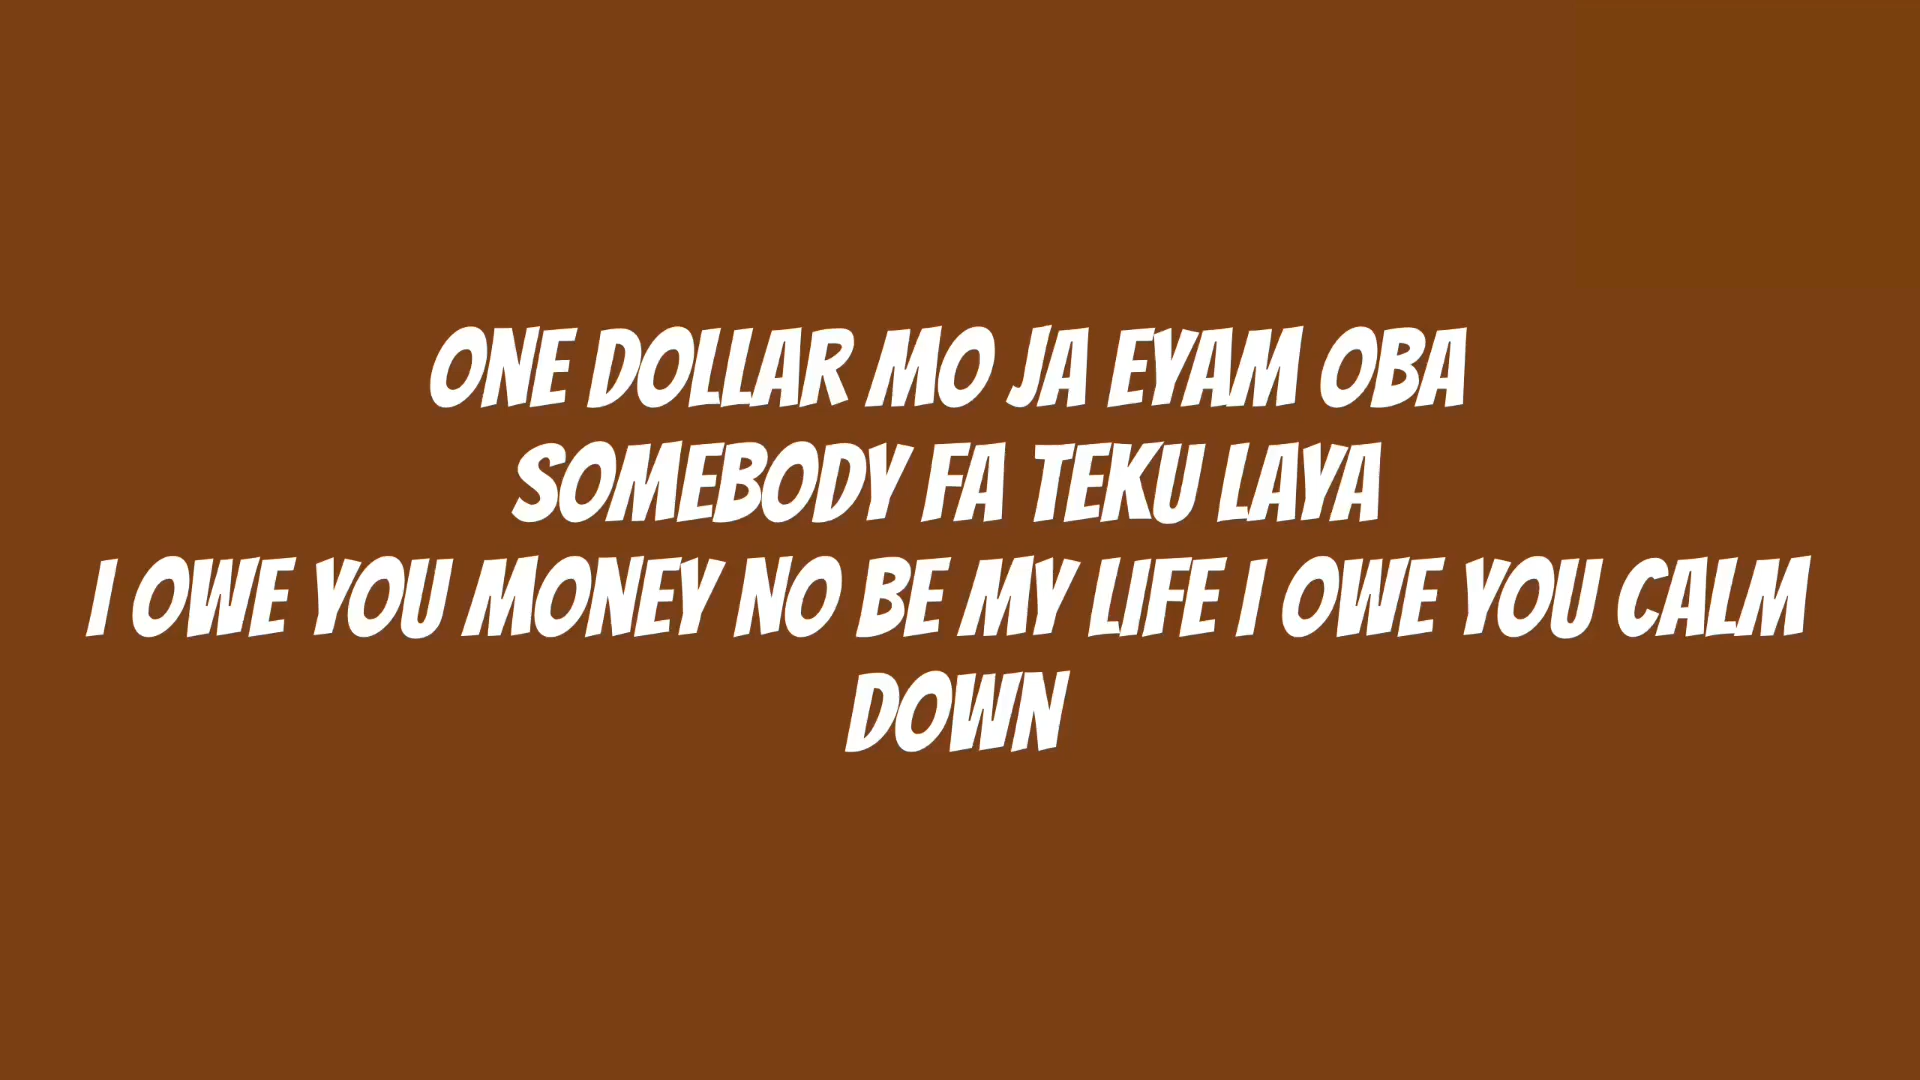 ONE DOLLAR MO JA EYAM OBA
SOMEBODY FA TEKU LAYA
I OWE YOU MONEY NO BE MY LIFE I OWE YOU CALM
DOWN